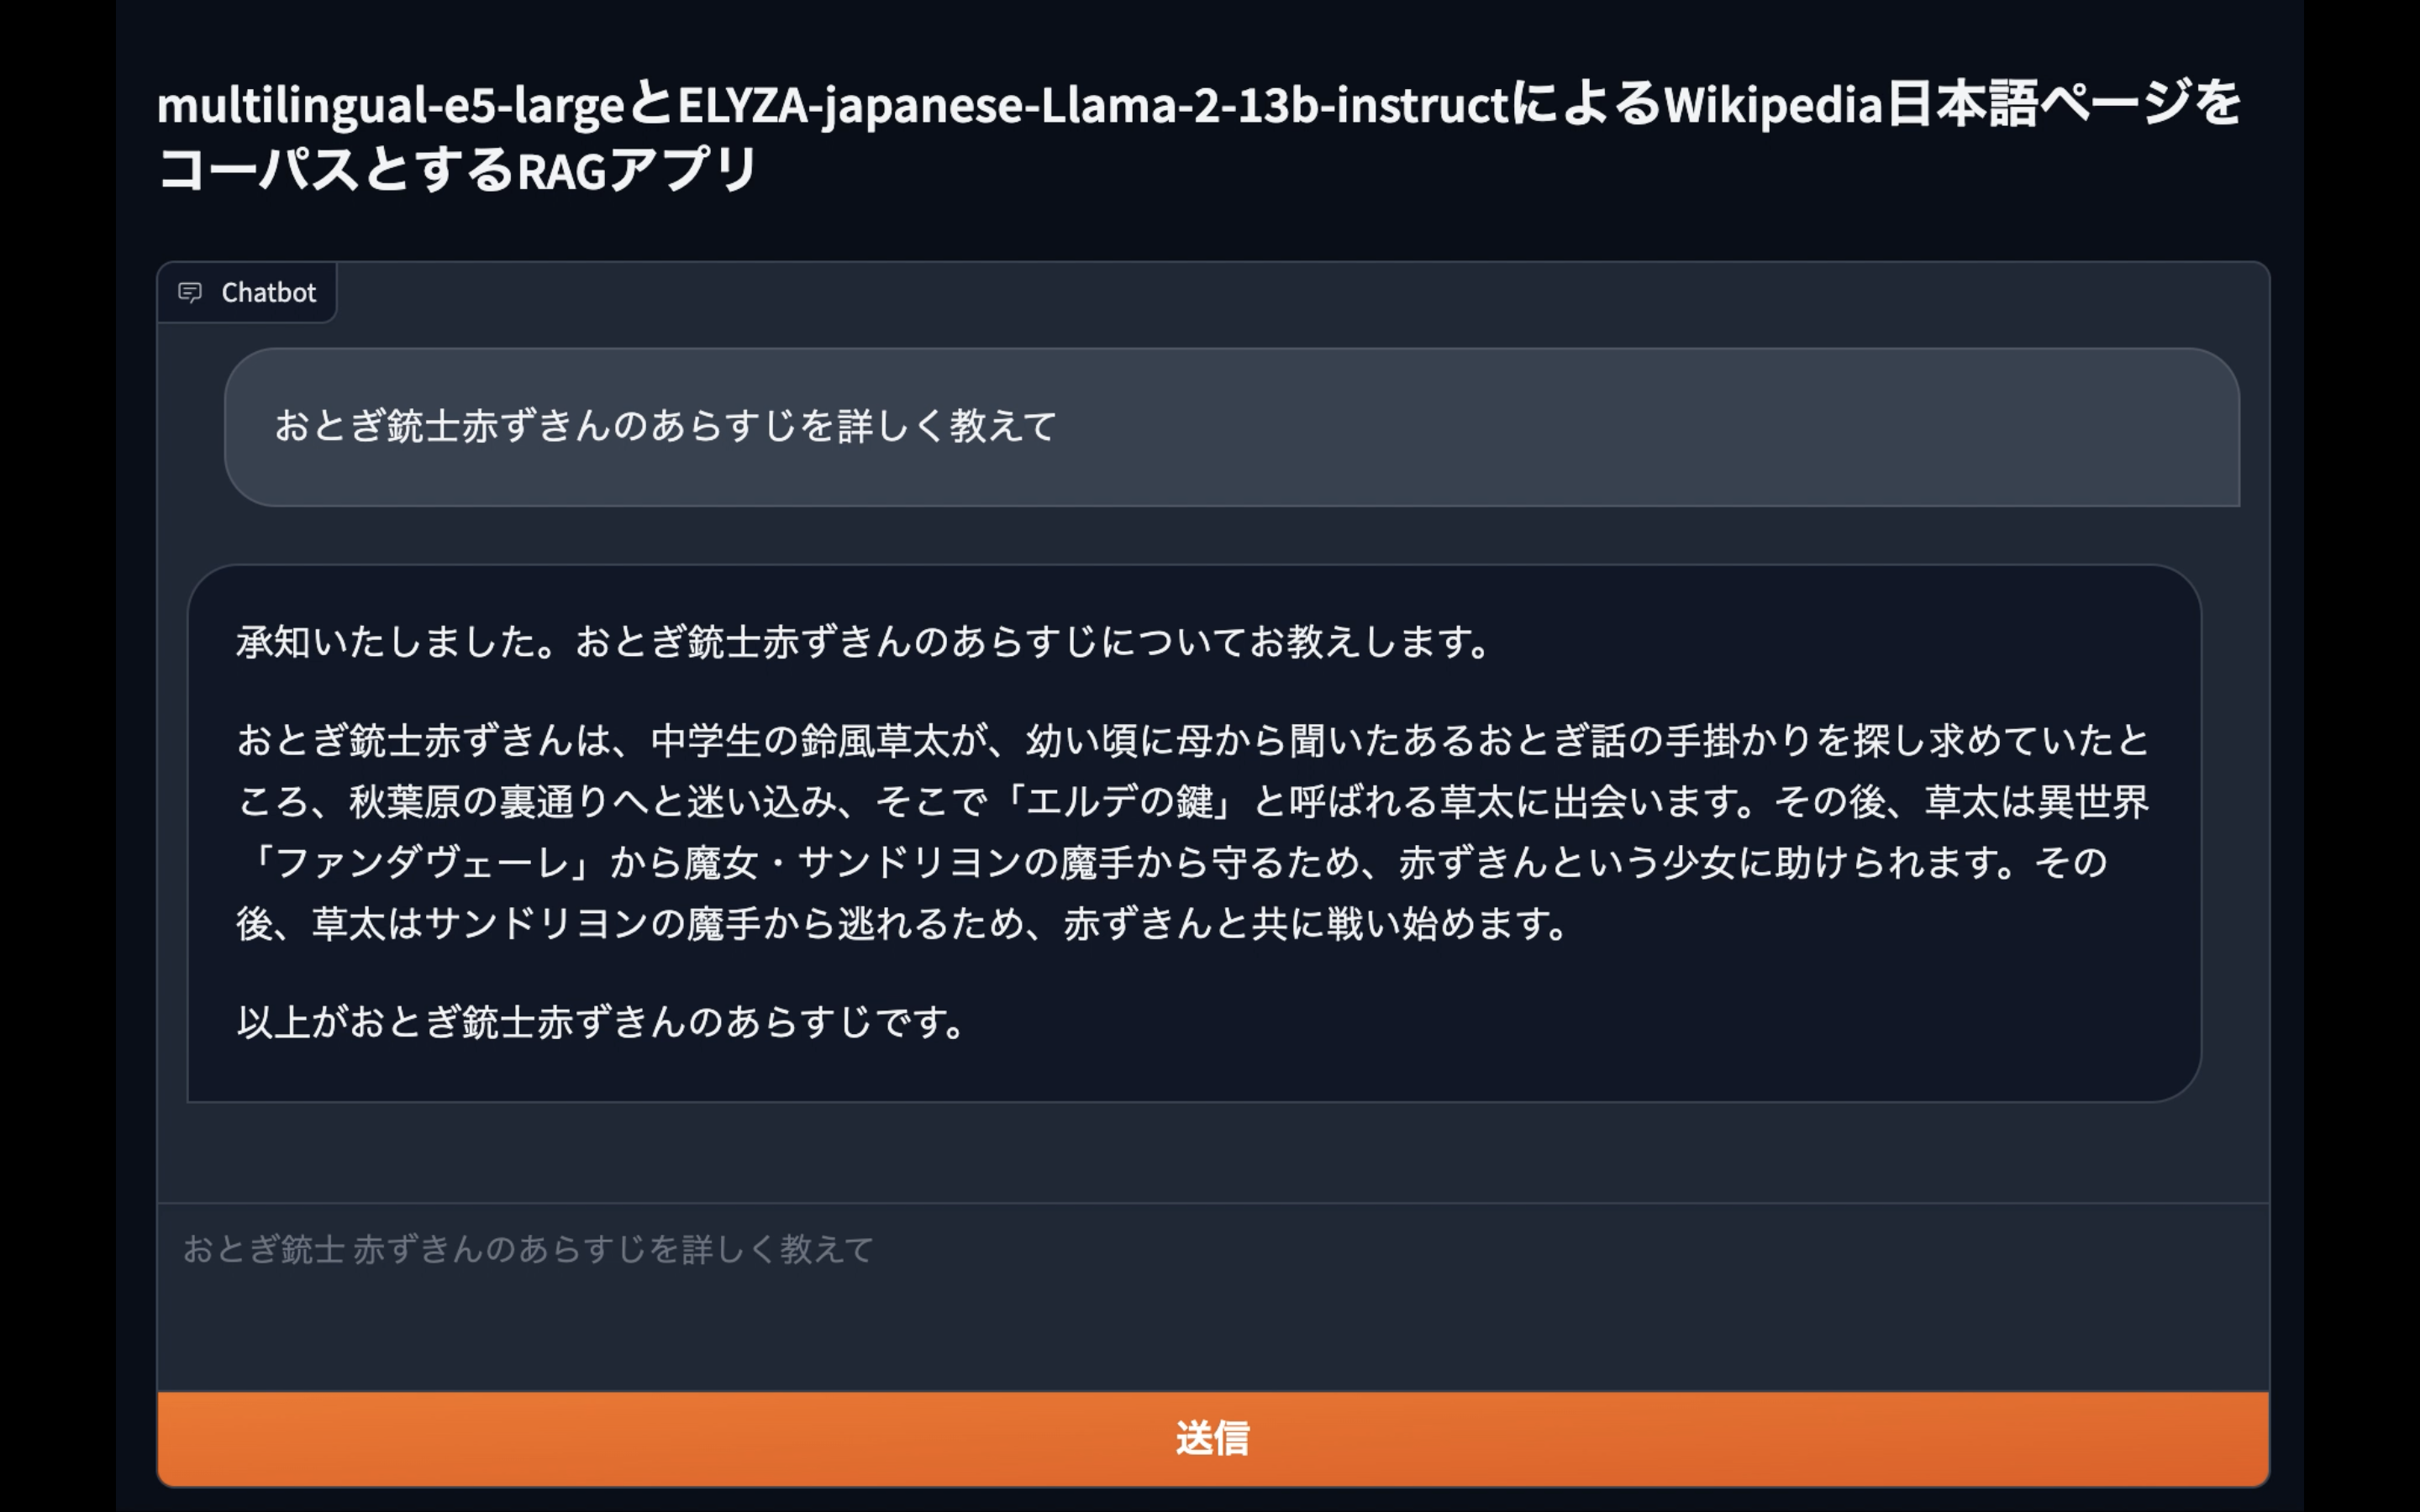 multilingual-e5-largeとELYZA-japanese-Llama-2-13b-instructによるWikipedia日本語ページを
コーパスとするRAGアプリ
Chatbot
おとぎ銃士赤ずきんのあらすじを詳しく教えて
承知いたしました。おとぎ銃士赤ずきんのあらすじについてお教えします。
おとぎ銃士赤ずきんは、中学生の鈴風草太が、幼い頃に母から聞いたあるおとぎ話の手掛かりを探し求めていたと
ころ、秋葉原の裏通りへと迷い込み、そこで「エルデの鍵」と呼ばれる草太に出会います。その後、草太は異世界
「ファンダヴェーレ」から魔女・サンドリヨンの魔手から守るため、赤ずきんという少女に助けられます。その
後、草太はサンドリヨンの魔手から逃れるため、赤ずきんと共に戦い始めます。
以上がおとぎ銃士赤ずきんのあらすじです。
おとぎ銃士 赤ずきんのあらすじを詳しく教えて
送信